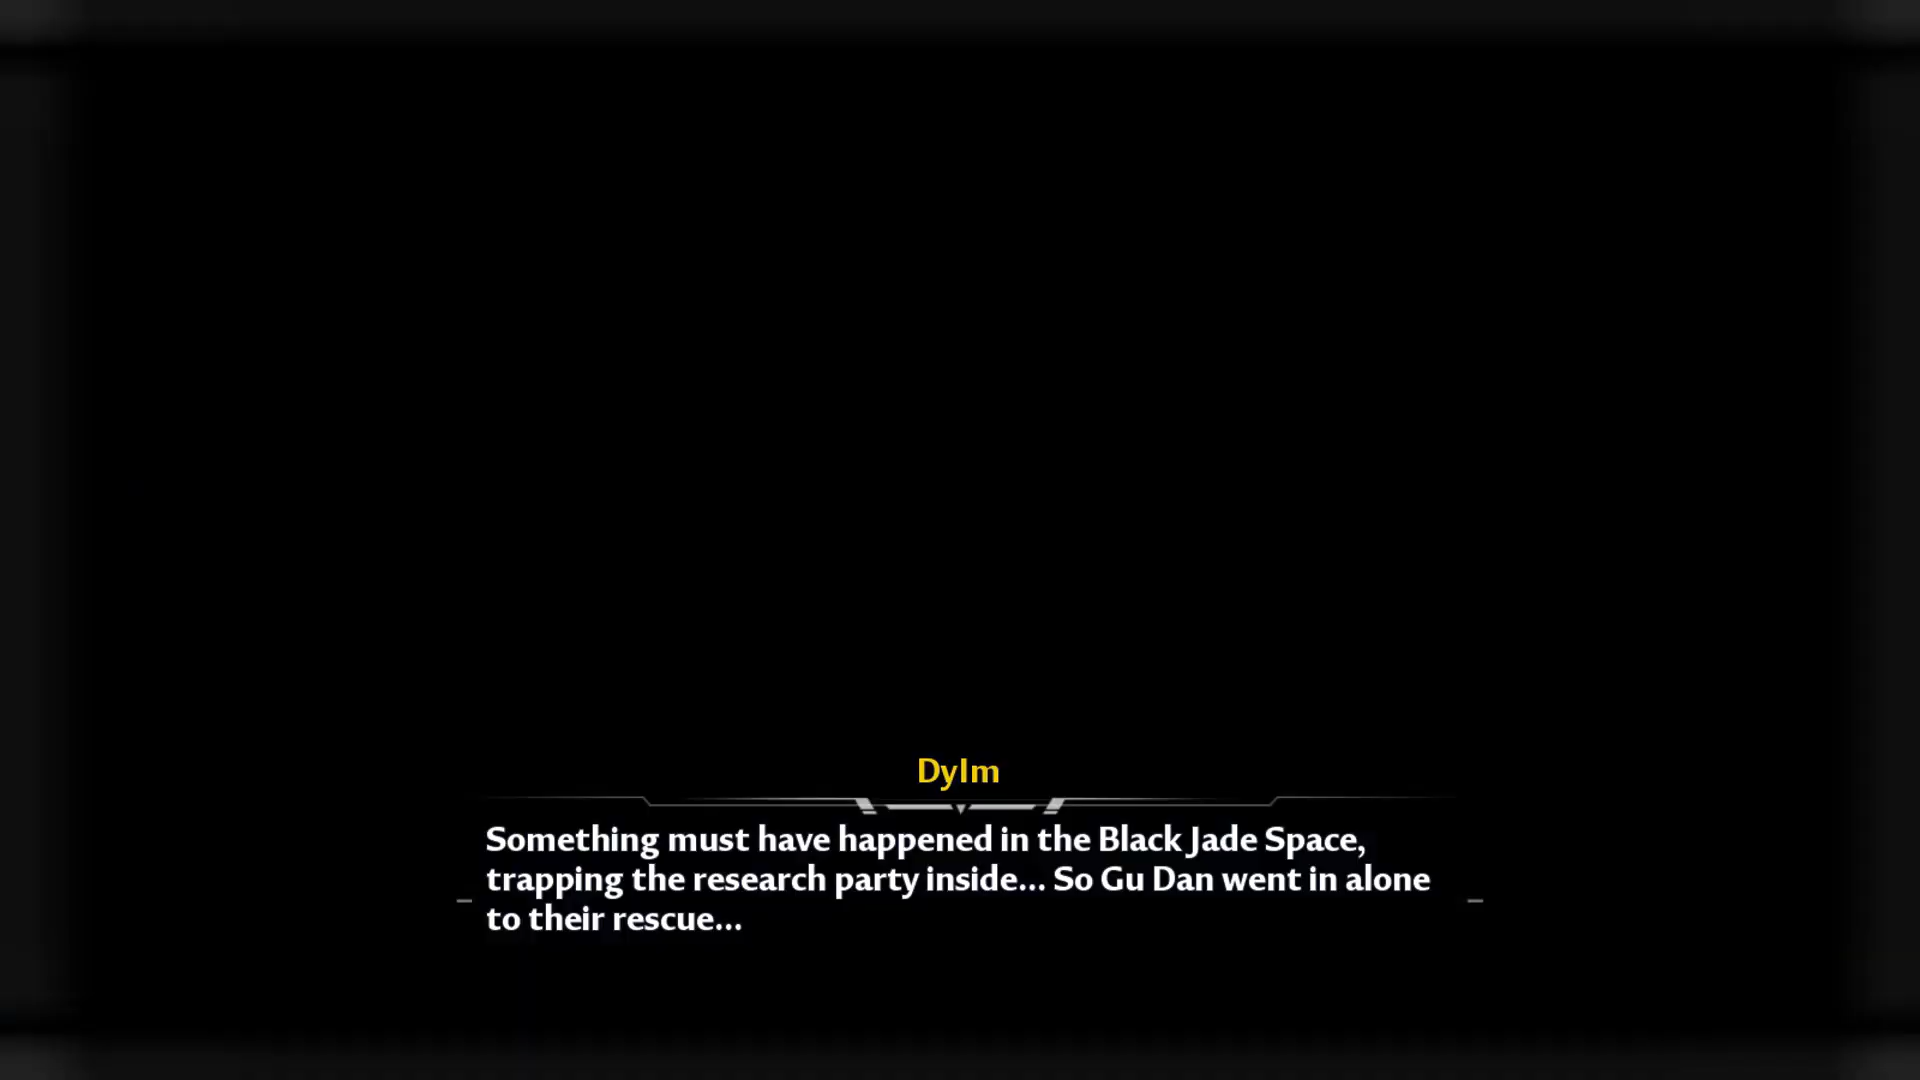 DyIm
Something must have happened in the Black Jade Space,
trapping the research party inside... So Gu Dan went in alone
to their rescue...